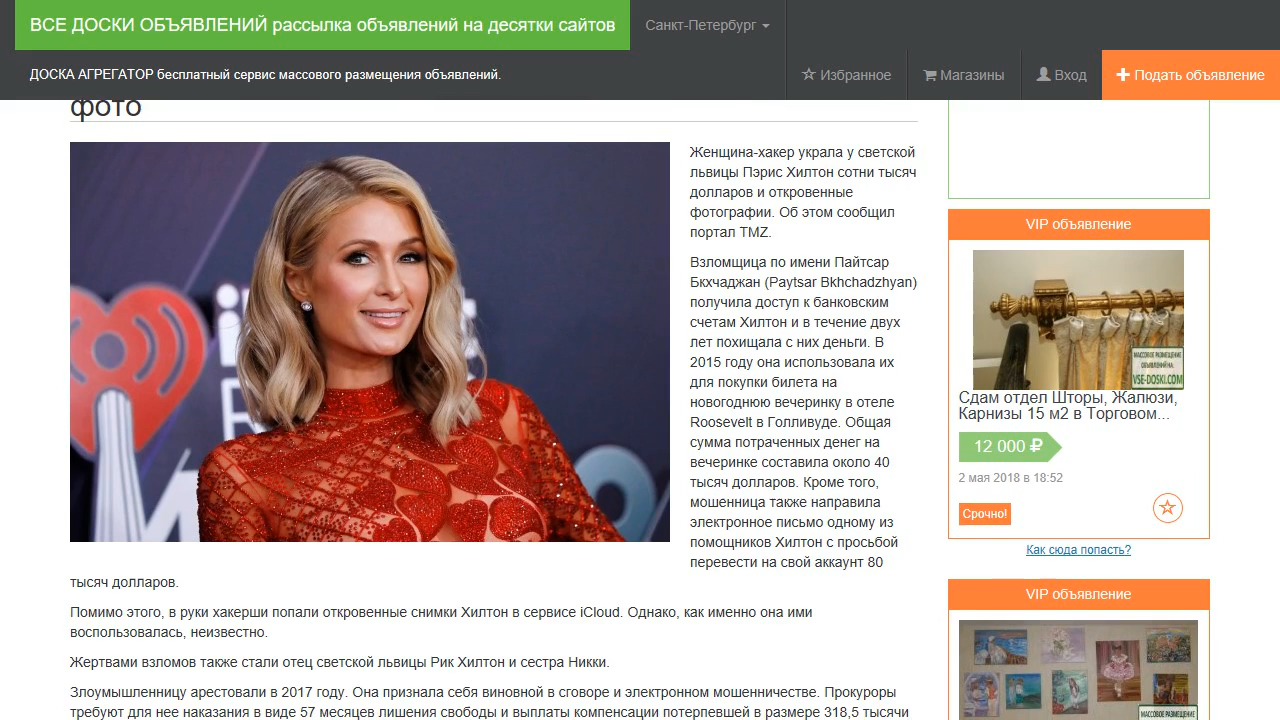 ВСЕ ДОСКИ ОБЪЯВЛЕНИЙ рассылка объявлений на десятки сайтов
Санкт-Петербург
ДОСКА АГРЕГАТОР бесплатный сервис массового размещения объявлений.
Избранное
Магазины
Вход
Подать объявление
фото
Женщина-хакер украла у светской
львицы Пэрис Хилтон сотни тысяч
долларов и откровенные
фотографии. Об этом сообщил
портал TMZ.
Взломщица по имени Пайтсар
Бкхчаджан (Paytsar Bkhchadzhyan)
получила доступ к банковским
счетам Хилтон и в течение двух
лет похищала с них деньги. В
2015 году она использовала их
для покупки билета на
новогоднюю вечеринку в отеле
Roosevelt в Голливуде. Общая
сумма потраченных денег на
вечеринке составила около 40
тысяч долларов. Кроме того,
мошенница также направила
электронное письмо одному из
помощников Хилтон с просьбой
перевести на свой аккаунт 80
тысяч долларов.
Помимо этого, в руки хакерши попали откровенные снимки Хилтон в сервисе iCloud. Однако, как именно она ими
воспользовалась, неизвестно.
Жертвами взломов также стали отец светской львицы Рик Хилтон и сестра Никки.
Злоумышленницу арестовали в 2017 году. Она признала себя виновной в сговоре и электронном мошенничестве. Прокуроры
требуют для нее наказания в виде 57 месяцев лишения свободы и выплаты компенсации потерпевшей в размере 318,5 тысячи
VIP объявление
МАССОВОЕ РАЗМЕЩЕНИЕ
ОБЪЯВЛЕНИЙ НА:
VSE-DOSKI.COM
Сдам отдел Шторы, Жалюзи,
Карнизы 15 м2 в Торговом...
12 000 ₽
2 мая 2018 в 18:52
Срочно!
Как сюда попасть?
VIP объявление
МАССОВОЕ РАЗМЕЩЕНИЕ